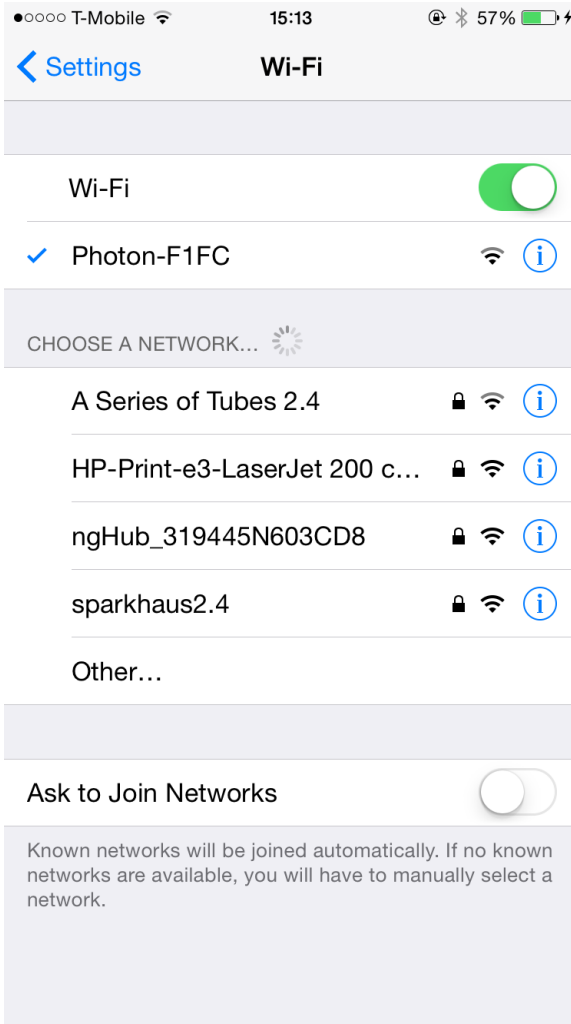 T-Mobile 15:13 57%
Settings Wi-Fi
Wi-Fi
Photon-F1FC
CHOOSE A NETWORK...
A Series of Tubes 2.4
HP-Print-e3-LaserJet 200 c...
ngHub_319445N603CD8
sparkhaus2.4
Other...
Ask to Join Networks
Known networks will be joined automatically. If no known
networks are available, you will have to manually select a
network.